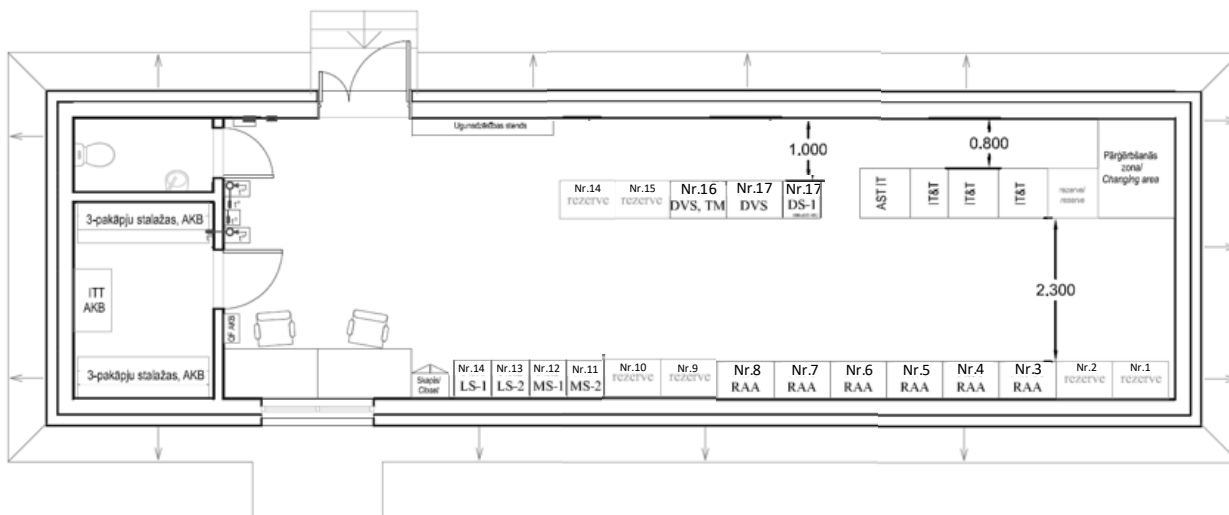 Ugunsdzēsības stends
1.000
0.800
Pārģērbšanās
zona/
Changing area
Nr.14
rezerve
Nr.15
rezerve
Nr.16
DVS, TM
Nr.17
DVS
Nr.17
DS-1
AST IT
IT&T
IT&T
IT&T
rezerve/
reserve
3-pakāpju stalažas, AKB
ITT
AKB
2.300
3-pakāpju stalažas, AKB
Skapis/
Closet
Nr.14
LS-1
Nr.13
LS-2
Nr.12
MS-1
Nr.11
MS-2
Nr.10
rezerve
Nr.9
rezerve
Nr.8
RAA
Nr.7
RAA
Nr.6
RAA
Nr.5
RAA
Nr.4
RAA
Nr.3
RAA
Nr.2
rezerve
Nr.1
rezerve